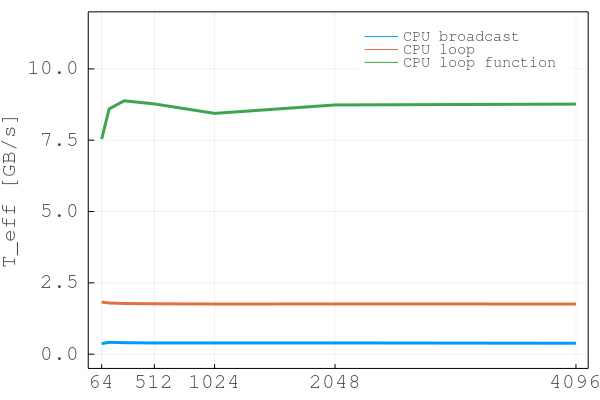 CPU broadcast
CPU loop
CPU loop function
T_eff [GB/s]
10.0
7.5
5.0
2.5
0.0
64 512 1024 2048 4096